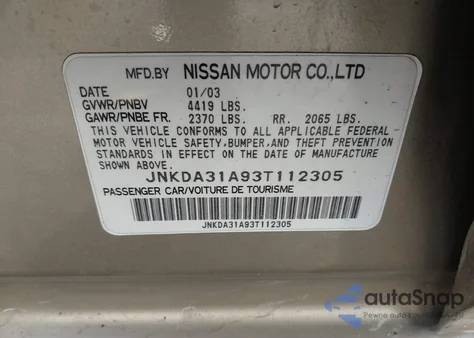 MFD.BY NISSAN MOTOR CO.,LTD
DATE 01/03
GVWR/PNBV 4419 LBS.
GAWR/PNBE FR. 2370 LBS. RR. 2065 LBS.
THIS VEHICLE CONFORMS TO ALL APPLICABLE FEDERAL
MOTOR VEHICLE SAFETY, BUMPER, AND THEFT PREVENTION
STANDARDS IN EFFECT ON THE DATE OF MANUFACTURE
SHOWN ABOVE.
JNKDA31A93T112305
PASSENGER CAR/VOITURE DE TOURISME
JNKDA31A93T112305
autoSnap